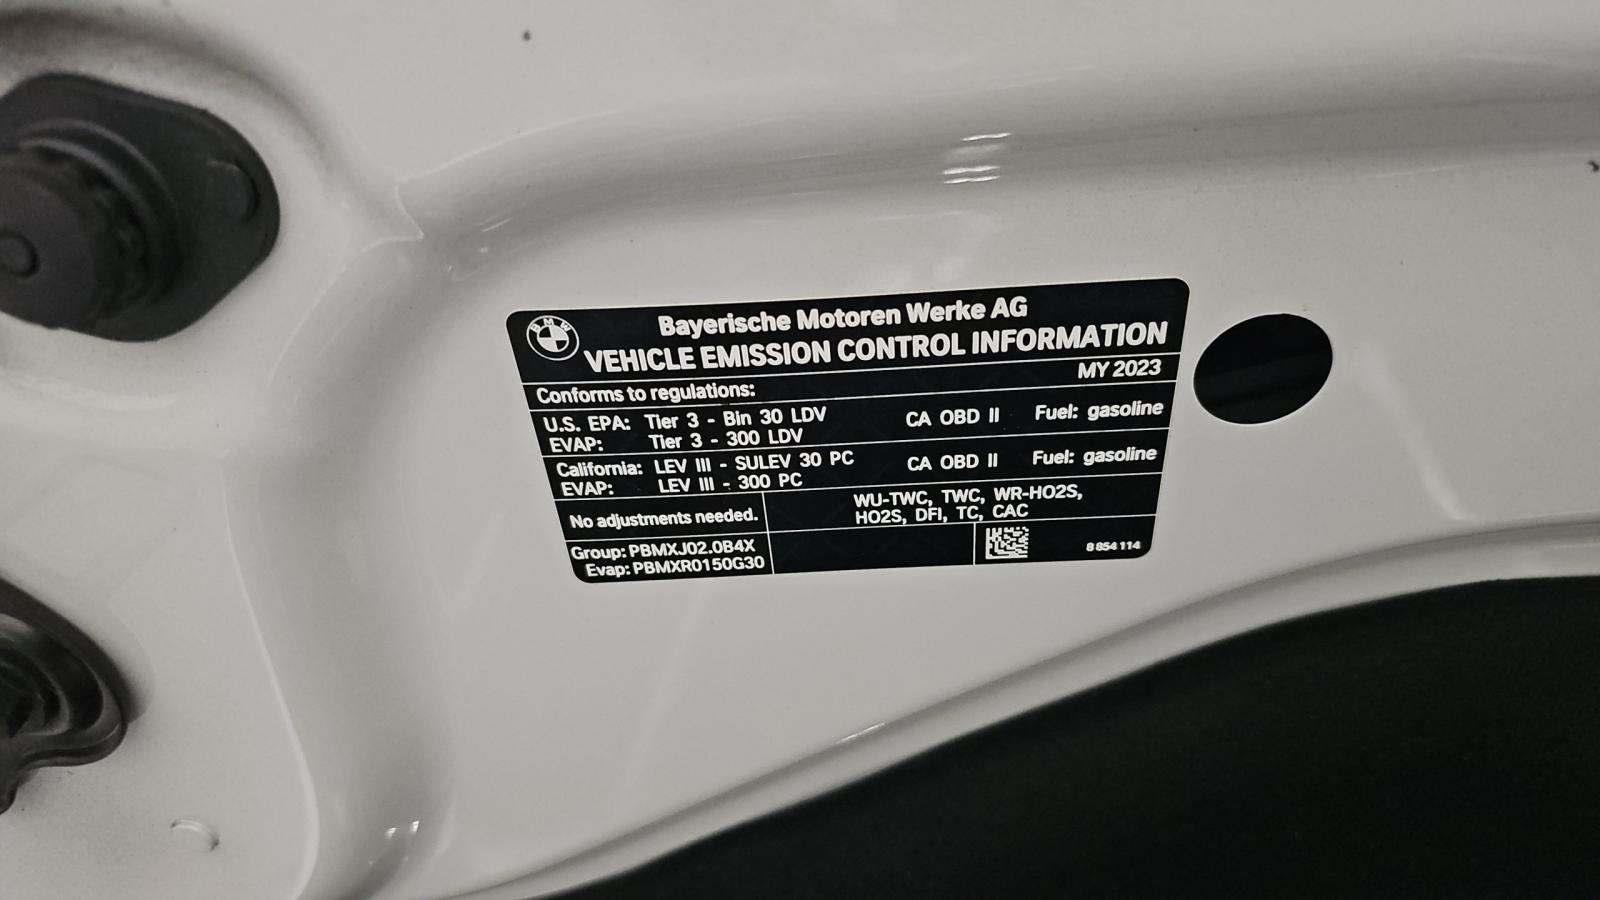 BMW
Bayerische Motoren Werke AG
VEHICLE EMISSION CONTROL INFORMATION
MY 2023
Conforms to regulations:
U.S. EPA: Tier 3 - Bin 30 LDV CA OBD II Fuel: gasoline
EVAP: Tier 3 - 300 LDV
California: LEV III - SULEV 30 PC CA OBD II Fuel: gasoline
EVAP: LEV III - 300 PC
No adjustments needed.
WU-TWC, TWC, WR-HO2S,
HO2S, DFI, TC, CAC
Group: PBMXJ02.0B4X
Evap: PBMXR0150G30
8 854 114